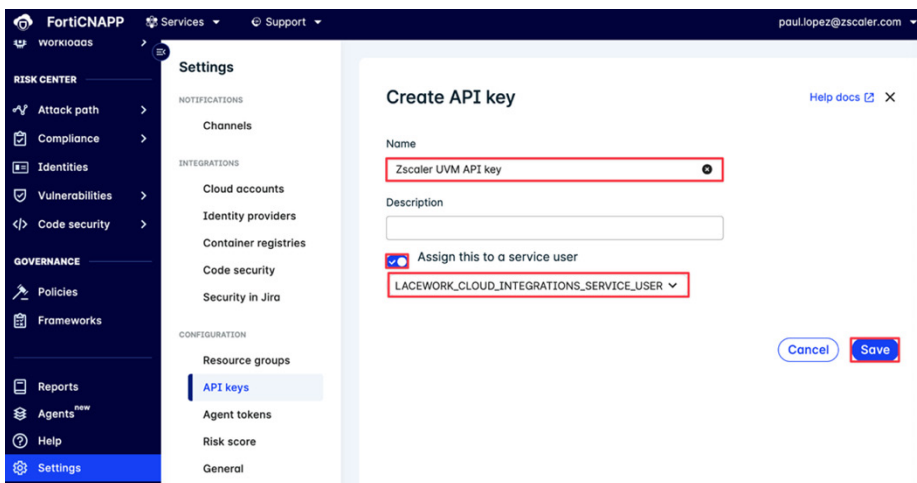 FortiCNAPP
Services
Support
paul.lopez@zscaler.com
Workloads
RISK CENTER
Attack path
Compliance
Identities
Vulnerabilities
Code security
GOVERNANCE
Policies
Frameworks
Reports
Agents new
Help
Settings
Settings
NOTIFICATIONS
Channels
INTEGRATIONS
Cloud accounts
Identity providers
Container registries
Code security
Security in Jira
CONFIGURATION
Resource groups
API keys
Agent tokens
Risk score
General
Create API key
Help docs
Name
Zscaler UVM API key
Description
Assign this to a service user
LACEWORK_CLOUD_INTEGRATIONS_SERVICE_USER
Cancel
Save